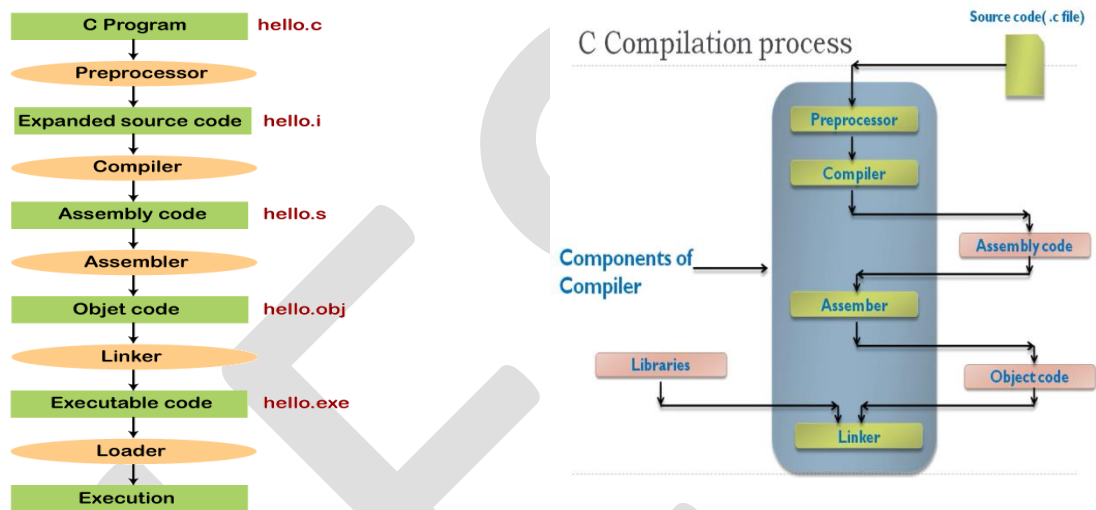 C Program hello.c
Preprocessor
Expanded source code hello.i
Compiler
Assembly code hello.s
Assembler
Objet code hello.obj
Linker
Executable code hello.exe
Loader
Execution
Source code( .c file)
C Compilation process
Preprocessor
Compiler
Assembly code
Components of
Compiler
Assember
Libraries
Object code
Linker